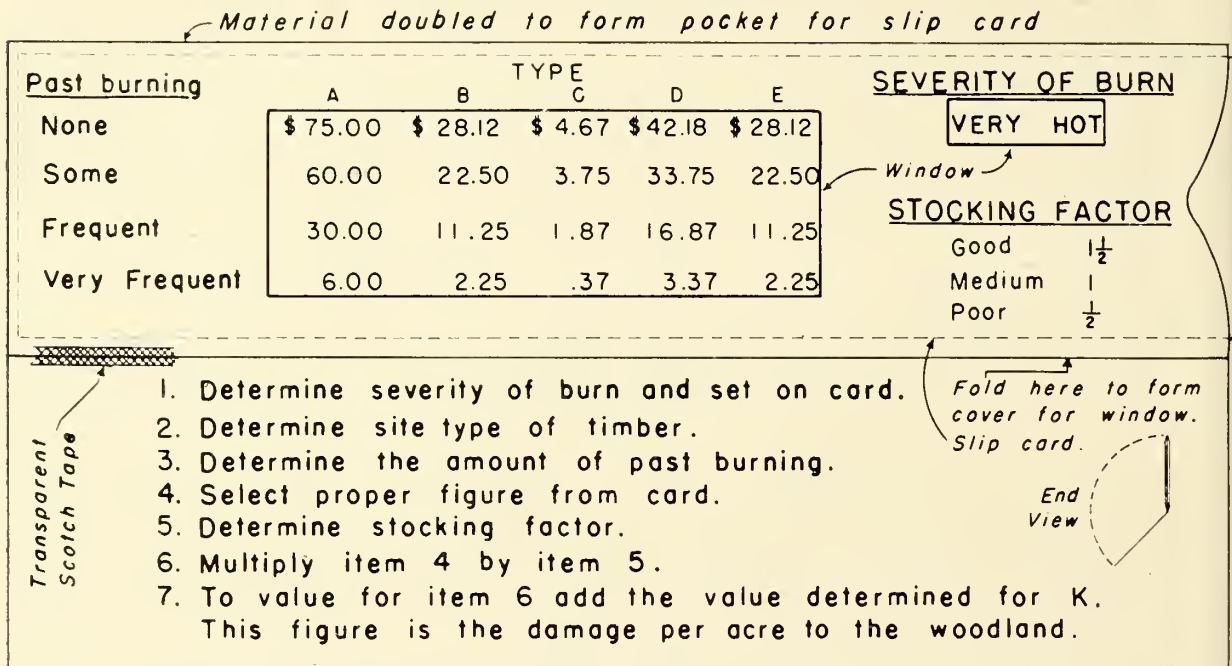 Material doubled to form pocket for slip card
Past burning
TYPE
A B C D E
None $ 75.00 $ 28.12 $ 4.67 $ 42.18 $ 28.12
Some 60.00 22.50 3.75 33.75 22.50
Frequent 30.00 11.25 1.87 16.87 11.25
Very Frequent 6.00 2.25 .37 3.37 2.25
SEVERITY OF BURN
VERY HOT
Window
STOCKING FACTOR
Good 1½
Medium 1
Poor ½
Transparent
Scotch Tape
1. Determine severity of burn and set on card.
2. Determine site type of timber.
3. Determine the amount of past burning.
4. Select proper figure from card.
5. Determine stocking factor.
6. Multiply item 4 by item 5.
7. To value for item 6 add the value determined for K.
This figure is the damage per acre to the woodland.
Fold here to form
cover for window.
Slip card.
End
View